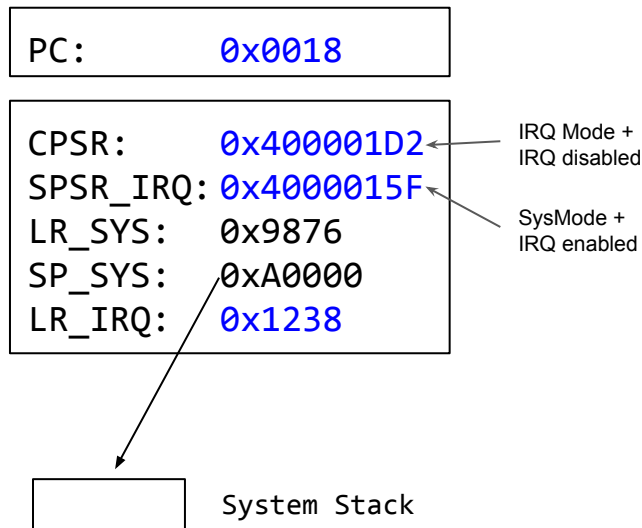 PC: 0x0018
CPSR: 0x400001D2
IRQ Mode +
IRQ disabled
SPSR_IRQ: 0x4000015F
SysMode +
IRQ enabled
LR_SYS: 0x9876
SP_SYS: 0xA0000
LR_IRQ: 0x1238
System Stack